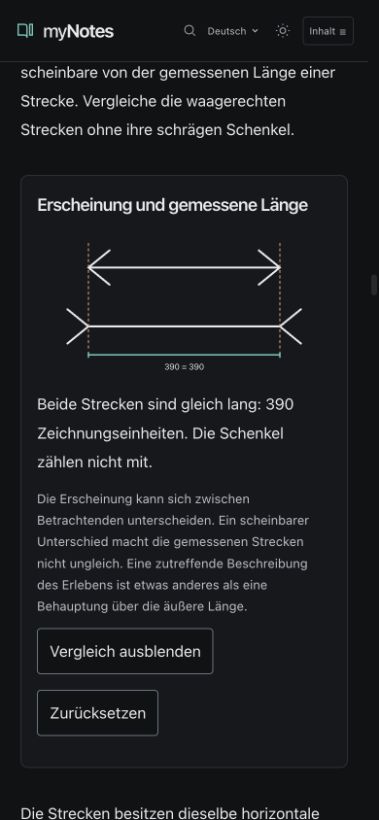 myNotes
Deutsch
Inhalt
scheinbare von der gemessenen Länge einer
Strecke. Vergleiche die waagerechten
Strecken ohne ihre schrägen Schenkel.
Erscheinung und gemessene Länge
390 = 390
Beide Strecken sind gleich lang: 390
Zeichnungseinheiten. Die Schenkel
zählen nicht mit.
Die Erscheinung kann sich zwischen
Betrachtenden unterscheiden. Ein scheinbarer
Unterschied macht die gemessenen Strecken
nicht ungleich. Eine zutreffende Beschreibung
des Erlebens ist etwas anderes als eine
Behauptung über die äußere Länge.
Vergleich ausblenden
Zurücksetzen
Die Strecken besitzen dieselbe horizontale